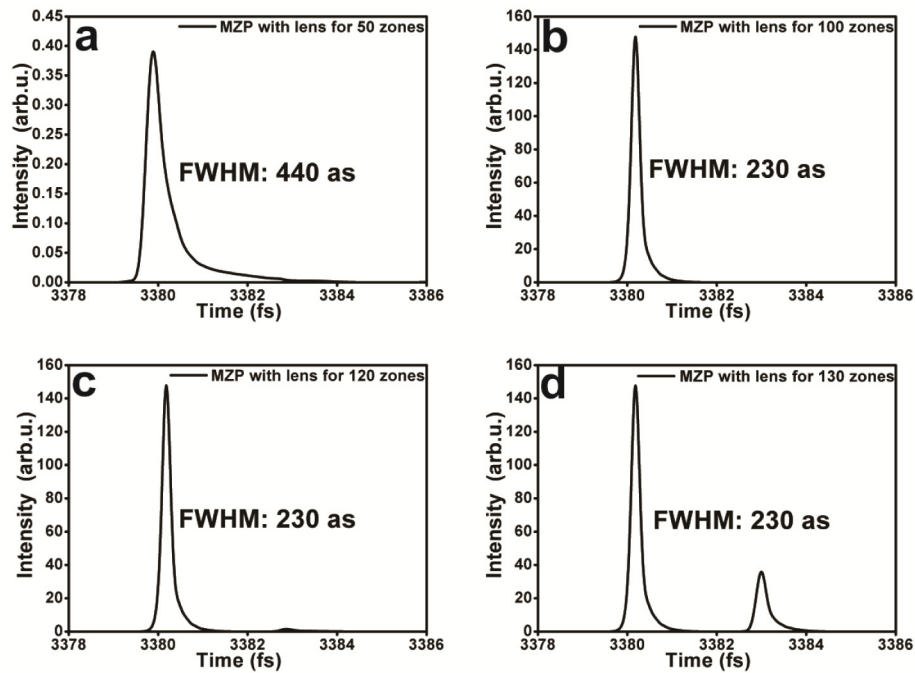 a
MZP with lens for 50 zones
Intensity (arb.u.)
0.45
0.40
0.35
0.30
0.25
0.20
0.15
0.10
0.05
0.00
FWHM: 440 as
3378 3380 3382 3384 3386
Time (fs)
b
MZP with lens for 100 zones
Intensity (arb.u.)
160
140
120
100
80
60
40
20
0
FWHM: 230 as
3378 3380 3382 3384 3386
Time (fs)
c
MZP with lens for 120 zones
Intensity (arb.u.)
160
140
120
100
80
60
40
20
0
FWHM: 230 as
3378 3380 3382 3384 3386
Time (fs)
d
MZP with lens for 130 zones
Intensity (arb.u.)
160
140
120
100
80
60
40
20
0
FWHM: 230 as
3378 3380 3382 3384 3386
Time (fs)